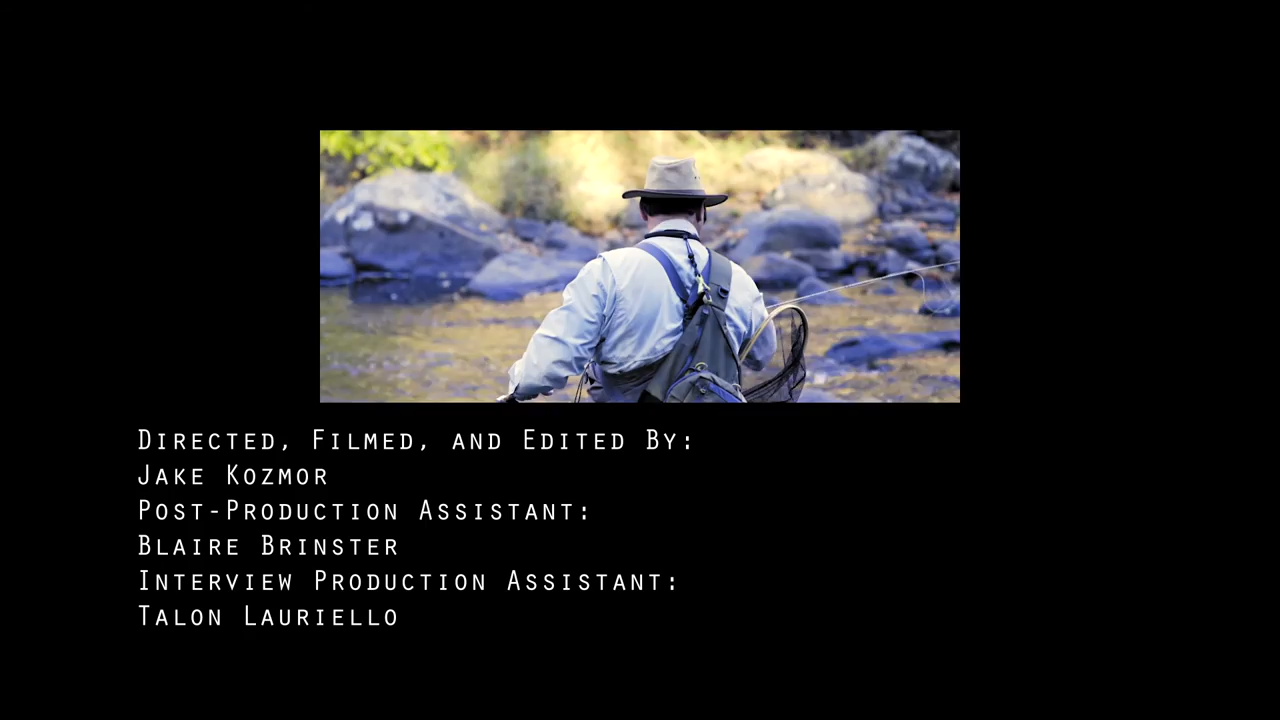 Directed, Filmed, and Edited By:
Jake Kozmor
Post-Production Assistant:
Blaire Brinster
Interview Production Assistant:
Talon Lauriello